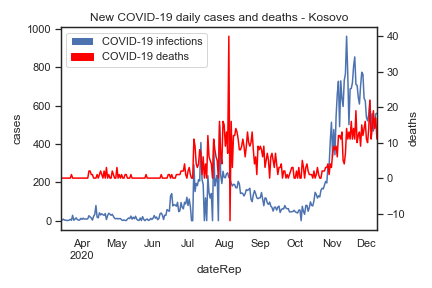 New COVID-19 daily cases and deaths - Kosovo
COVID-19 infections
COVID-19 deaths
1000
800
600
400
200
0
cases
40
30
20
10
0
−10
deaths
Apr May Jun Jul Aug Sep Oct Nov Dec
2020
dateRep